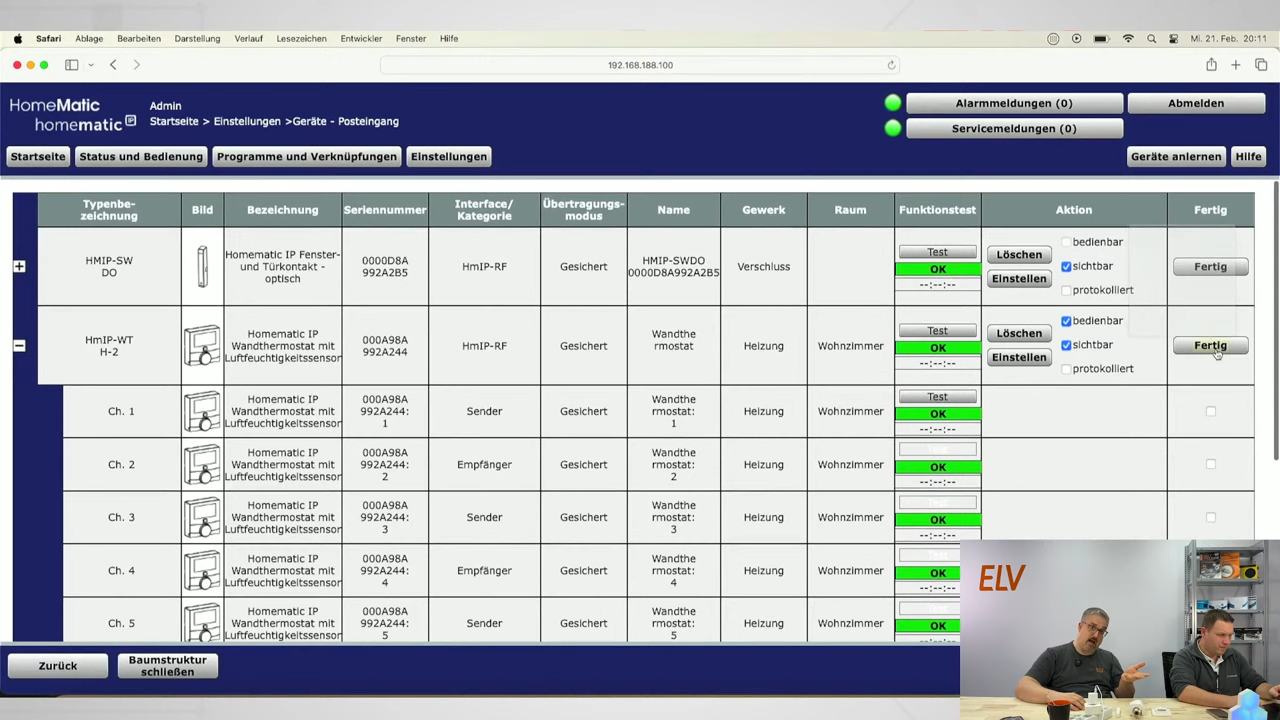 Safari Ablage Bearbeiten Darstellung Verlauf Lesezeichen Entwickler Fenster Hilfe Mi. 21. Feb. 20:11
192.168.188.100
HomeMatic
homematic IP
Admin
Startseite > Einstellungen >Geräte - Posteingang
Alarmmeldungen (0)
Abmelden
Servicemeldungen (0)
Startseite
Status und Bedienung
Programme und Verknüpfungen
Einstellungen
Geräte anlernen
Hilfe
Typenbe-
zeichnung
Bild
Bezeichnung
Seriennummer
Interface/
Kategorie
Übertragungs-
modus
Name
Gewerk
Raum
Funktionstest
Aktion
Fertig
HMIP-SW
DO
Homematic IP Fenster-
und Türkontakt -
optisch
0000D8A
992A2B5
HmIP-RF
Gesichert
HMIP-SWDO
0000D8A992A2B5
Verschluss
Test
OK
--:--:--
Löschen
Einstellen
bedienbar
sichtbar
protokolliert
Fertig
HmIP-WT
H-2
Homematic IP
Wandthermostat mit
Luftfeuchtigkeitssensor
000A98A
992A244
HmIP-RF
Gesichert
Wandthe
rmostat
Heizung
Wohnzimmer
Test
OK
--:--:--
Löschen
Einstellen
bedienbar
sichtbar
protokolliert
Fertig
Ch. 1
Homematic IP
Wandthermostat mit
Luftfeuchtigkeitssensor
000A98A
992A244:
1
Sender
Gesichert
Wandthe
rmostat:
1
Heizung
Wohnzimmer
Test
OK
--:--:--
Ch. 2
Homematic IP
Wandthermostat mit
Luftfeuchtigkeitssensor
000A98A
992A244:
2
Empfänger
Gesichert
Wandthe
rmostat:
2
Heizung
Wohnzimmer
Test
OK
--:--:--
Ch. 3
Homematic IP
Wandthermostat mit
Luftfeuchtigkeitssensor
000A98A
992A244:
3
Sender
Gesichert
Wandthe
rmostat:
3
Heizung
Wohnzimmer
Test
OK
--:--:--
Ch. 4
Homematic IP
Wandthermostat mit
Luftfeuchtigkeitssensor
000A98A
992A244:
4
Empfänger
Gesichert
Wandthe
rmostat:
4
Heizung
Wohnzimmer
Test
OK
--:--:--
Ch. 5
Homematic IP
Wandthermostat mit
Luftfeuchtigkeitssensor
000A98A
992A244:
5
Sender
Gesichert
Wandthe
rmostat:
5
Heizung
Wohnzimmer
Test
OK
Zurück
Baumstruktur
schließen
ELV